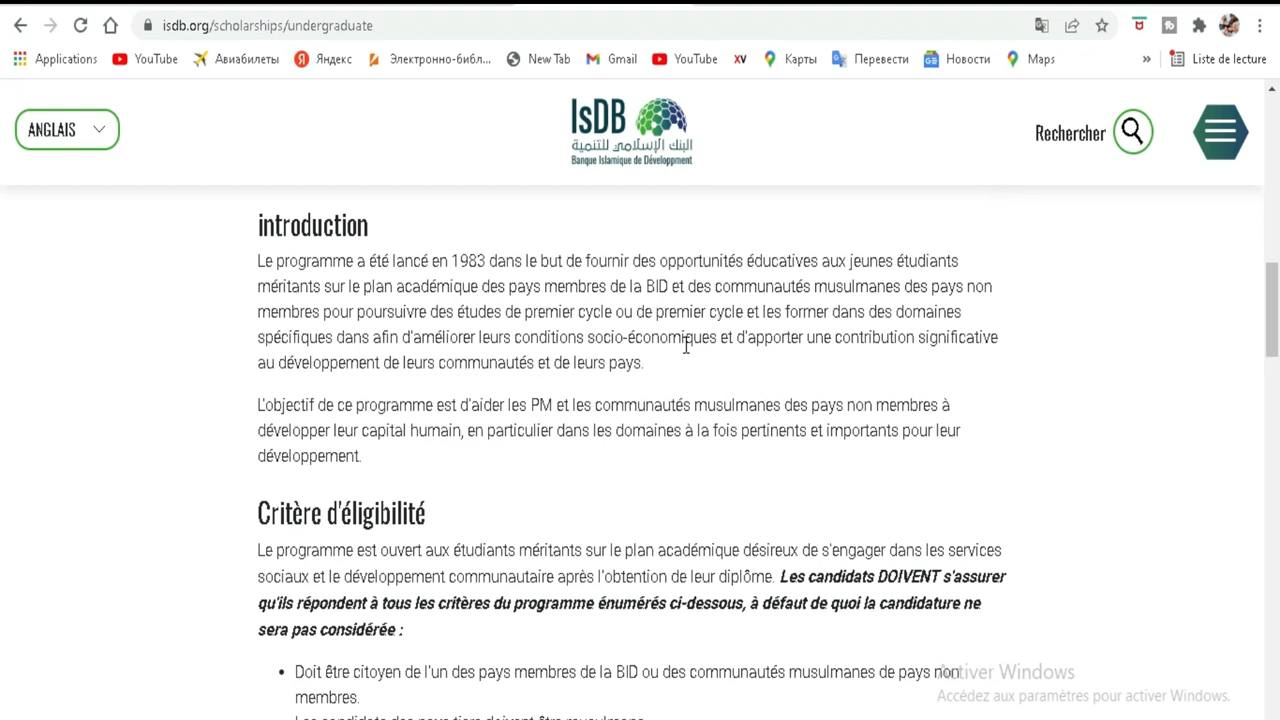 isdb.org/scholarships/undergraduate
Applications YouTube Авиабилеты Яндекс Электронно-библ... New Tab Gmail YouTube XV Карты Перевести Новости Maps » Liste de lecture
ANGLAIS
IsDB
البنك الإسلامي للتنمية
Banque Islamique de Développment
Rechercher
introduction
Le programme a été lancé en 1983 dans le but de fournir des opportunités éducatives aux jeunes étudiants
méritants sur le plan académique des pays membres de la BID et des communautés musulmanes des pays non
membres pour poursuivre des études de premier cycle ou de premier cycle et les former dans des domaines
spécifiques dans afin d'améliorer leurs conditions socio-économiques et d'apporter une contribution significative
au développement de leurs communautés et de leurs pays.
L'objectif de ce programme est d'aider les PM et les communautés musulmanes des pays non membres à
développer leur capital humain, en particulier dans les domaines à la fois pertinents et importants pour leur
développement.
Critère d'éligibilité
Le programme est ouvert aux étudiants méritants sur le plan académique désireux de s'engager dans les services
sociaux et le développement communautaire après l'obtention de leur diplôme. Les candidats DOIVENT s'assurer
qu'ils répondent à tous les critères du programme énumérés ci-dessous, à défaut de quoi la candidature ne
sera pas considérée :
• Doit être citoyen de l'un des pays membres de la BID ou des communautés musulmanes de pays non
membres.
Activer Windows
Accédez aux paramètres pour activer Windows.